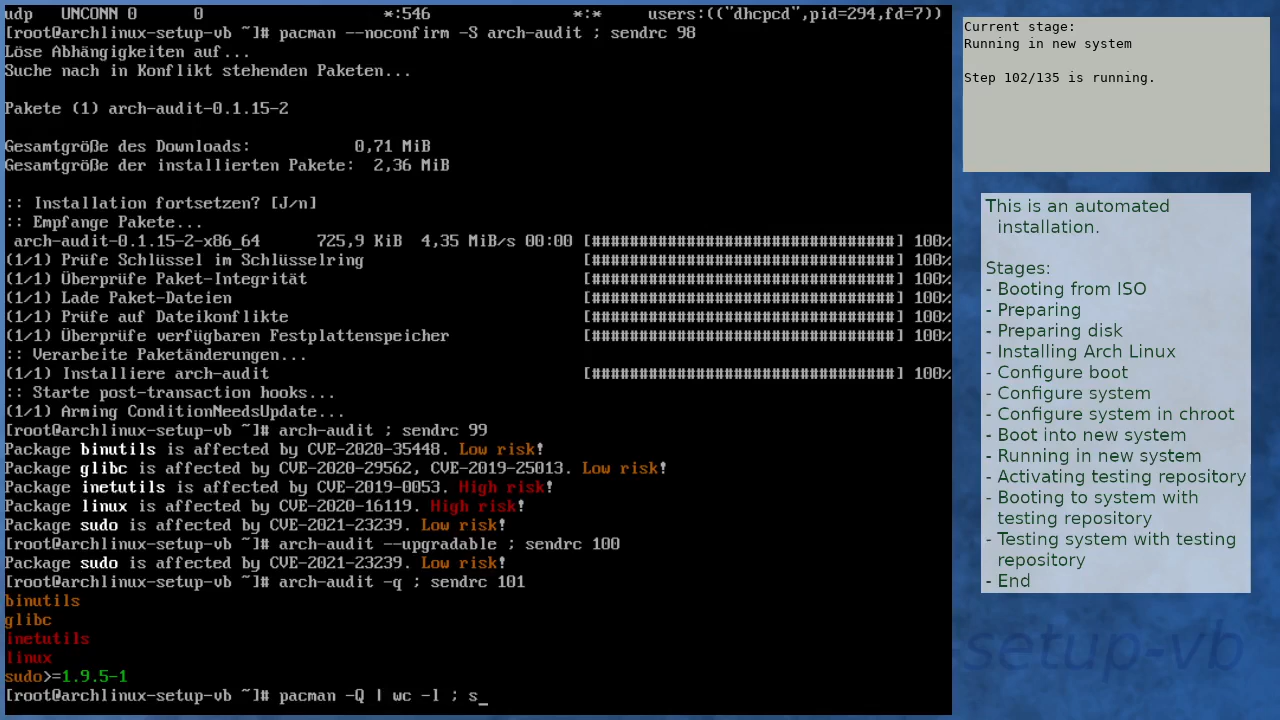 udp   UNCONN 0      0                   *:546               *:*     users:(("dhcpcd",pid=294,fd=7))
[root@archlinux-setup-vb ~]# pacman --noconfirm -S arch-audit ; sendrc 98
Löse Abhängigkeiten auf...
Suche nach in Konflikt stehenden Paketen...
Pakete (1) arch-audit-0.1.15-2
Gesamtgröße des Downloads:           0,71 MiB
Gesamtgröße der installierten Pakete:  2,36 MiB
:: Installation fortsetzen? [J/n]
:: Empfange Pakete...
 arch-audit-0.1.15-2-x86_64      725,9 KiB  4,35 MiB/s 00:00 [################################] 100%
(1/1) Prüfe Schlüssel im Schlüsselring                       [################################] 100%
(1/1) Überprüfe Paket-Integrität                             [################################] 100%
(1/1) Lade Paket-Dateien                                     [################################] 100%
(1/1) Prüfe auf Dateikonflikte                               [################################] 100%
(1/1) Überprüfe verfügbaren Festplattenspeicher              [################################] 100%
:: Verarbeite Paketänderungen...
(1/1) Installiere arch-audit                                 [################################] 100%
:: Starte post-transaction hooks...
(1/1) Arming ConditionNeedsUpdate...
[root@archlinux-setup-vb ~]# arch-audit ; sendrc 99
Package binutils is affected by CVE-2020-35448. Low risk!
Package glibc is affected by CVE-2020-29562, CVE-2019-25013. Low risk!
Package inetutils is affected by CVE-2019-0053. High risk!
Package linux is affected by CVE-2020-16119. High risk!
Package sudo is affected by CVE-2021-23239. Low risk!
[root@archlinux-setup-vb ~]# arch-audit --upgradable ; sendrc 100
Package sudo is affected by CVE-2021-23239. Low risk!
[root@archlinux-setup-vb ~]# arch-audit -q ; sendrc 101
binutils
glibc
inetutils
linux
sudo>=1.9.5-1
[root@archlinux-setup-vb ~]# pacman -Q | wc -l ; s_
Current stage:
Running in new system
Step 102/135 is running.
This is an automated
installation.
Stages:
- Booting from ISO
- Preparing
- Preparing disk
- Installing Arch Linux
- Configure boot
- Configure system
- Configure system in chroot
- Boot into new system
- Running in new system
- Activating testing repository
- Booting to system with
testing repository
- Testing system with testing
repository
- End
-setup-vb